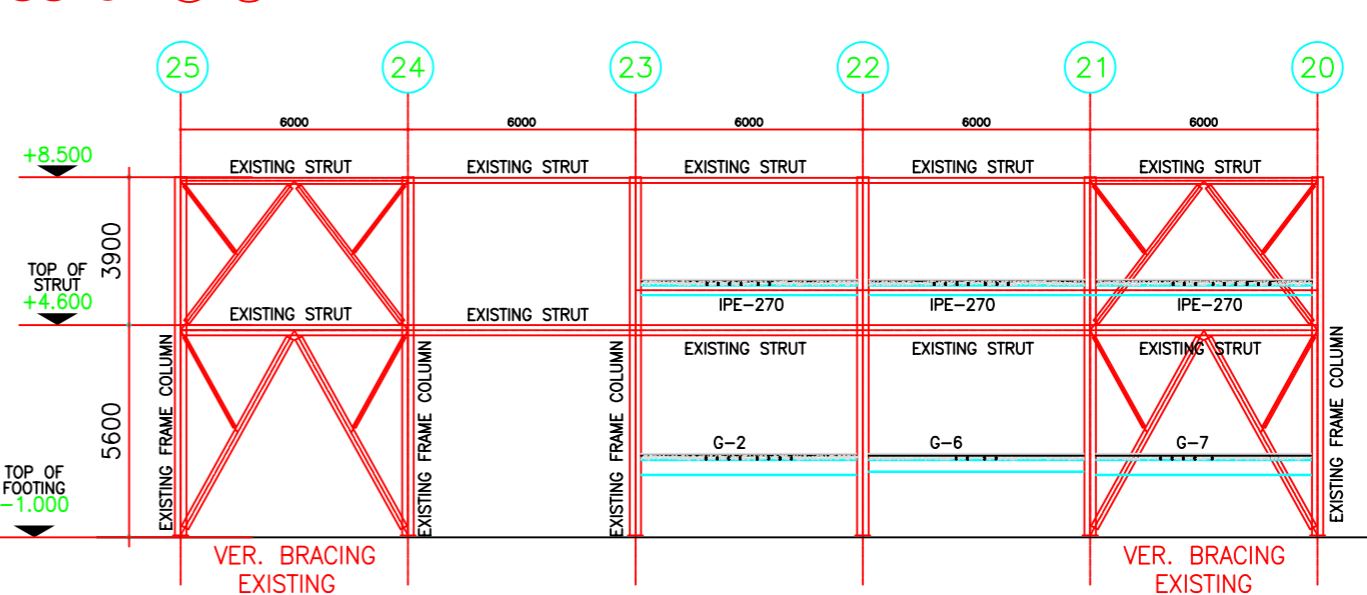 25 24 23 22 21 20
6000 6000 6000 6000 6000
+8.500
EXISTING STRUT EXISTING STRUT EXISTING STRUT EXISTING STRUT EXISTING STRUT
3900
TOP OF
STRUT
+4.600
IPE-270 IPE-270 IPE-270
EXISTING STRUT EXISTING STRUT
EXISTING STRUT EXISTING STRUT EXISTING STRUT
5600
EXISTING FRAME COLUMN
EXISTING FRAME COLUMN
EXISTING FRAME COLUMN
EXISTING FRAME COLUMN
G-2 G-6 G-7
TOP OF
FOOTING
-1.000
VER. BRACING
EXISTING
VER. BRACING
EXISTING